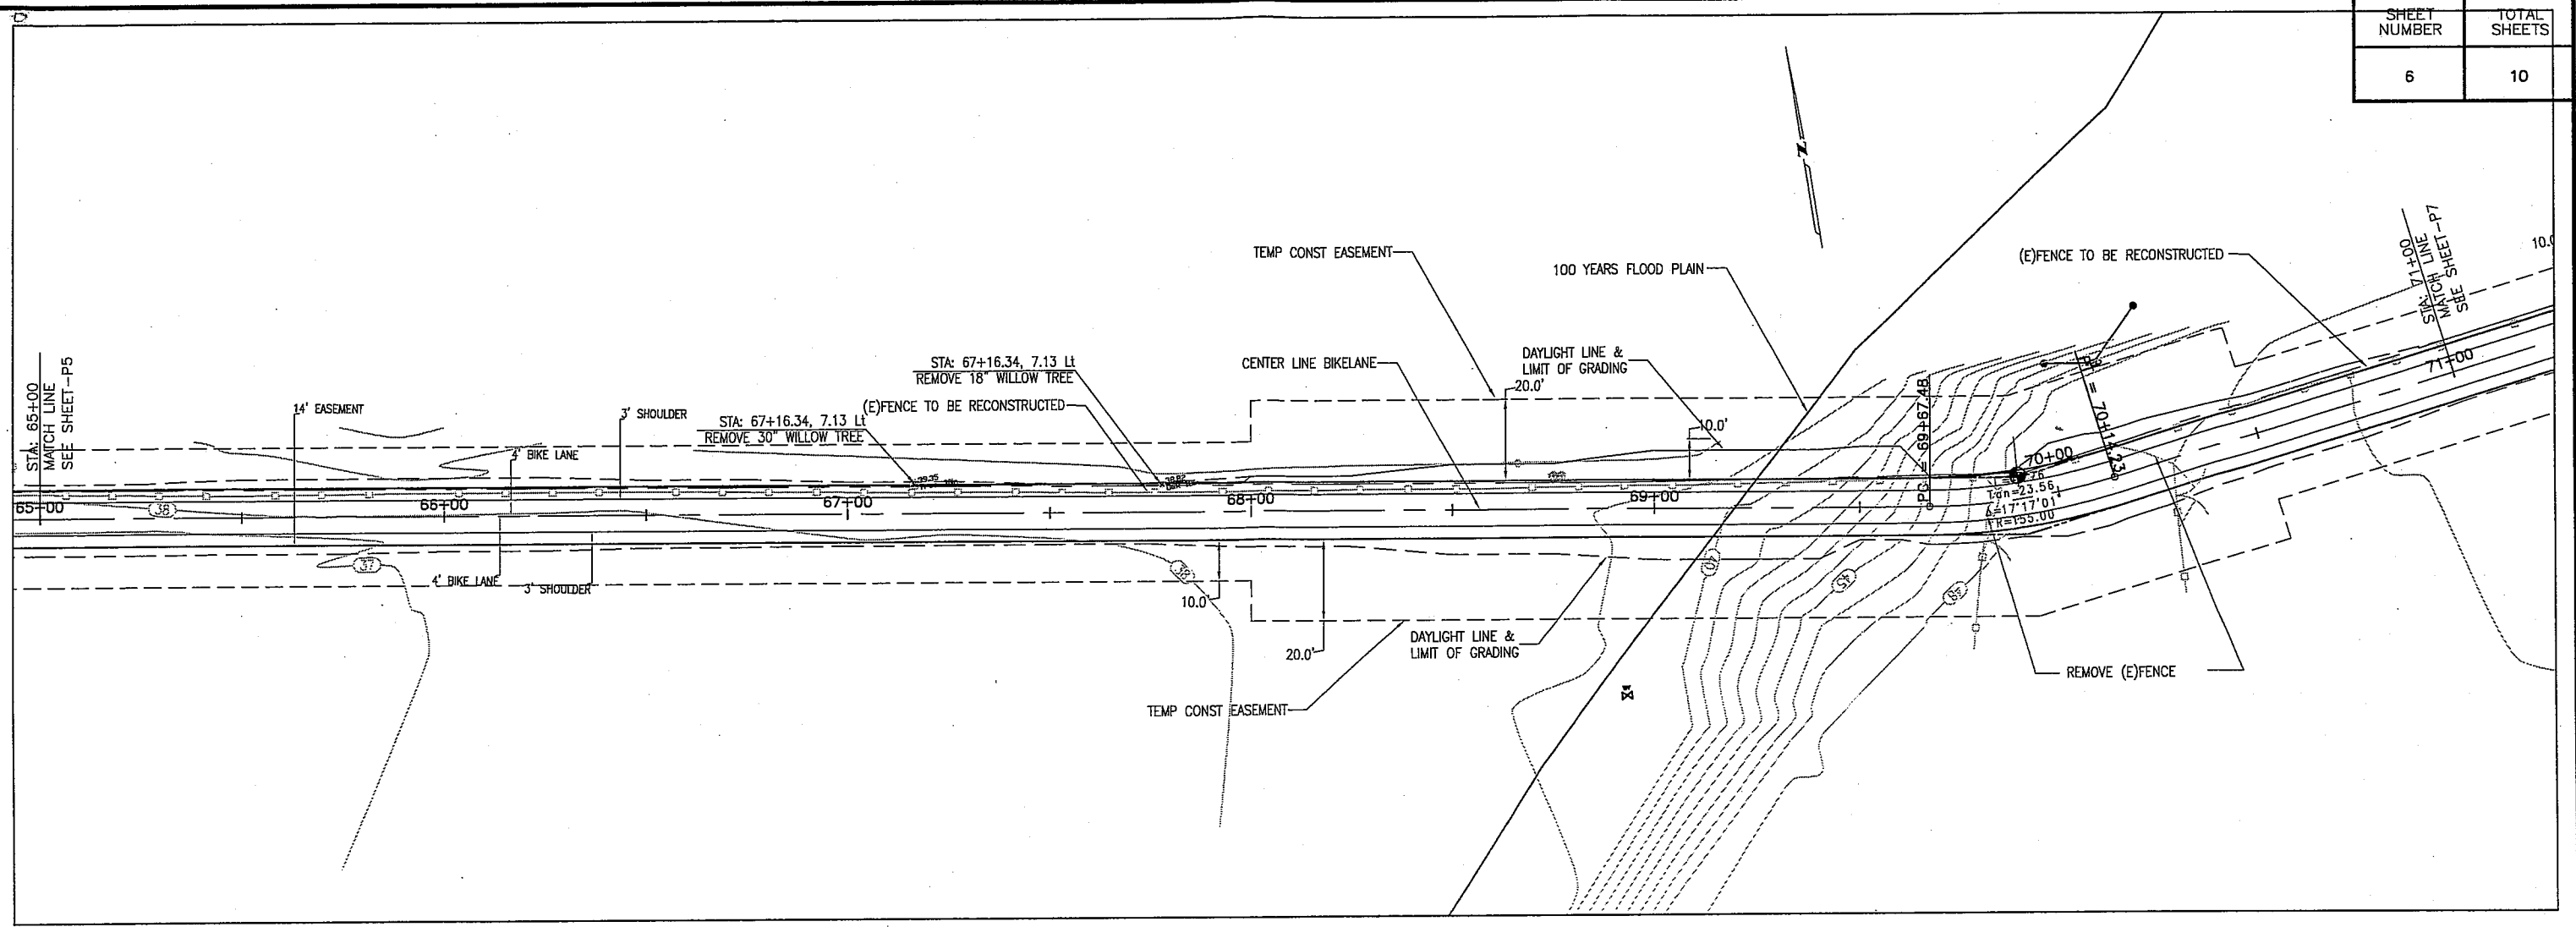 SHEET NUMBER
TOTAL SHEETS
6
10
STA: 65+00
MATCH LINE
SEE SHEET-P5
14' EASEMENT
3' SHOULDER
4' BIKE LANE
STA: 67+16.34, 7.13 Lt
REMOVE 30" WILLOW TREE
STA: 67+16.34, 7.13 Lt
REMOVE 18" WILLOW TREE
(E)FENCE TO BE RECONSTRUCTED
TEMP CONST EASEMENT
CENTER LINE BIKELANE
100 YEARS FLOOD PLAIN
DAYLIGHT LINE &
LIMIT OF GRADING
20.0'
10.0'
N
(E)FENCE TO BE RECONSTRUCTED
STA: 71+00
MATCH LINE
SEE SHEET-P7
65+00
66+00
67+00
68+00
69+00
70+00
71+00
PC = 69+67.48
= 70+14.23
Tan=23.56
Δ=17°17'01"
R=155.00
38
37
38
40
45
4' BIKE LANE
3' SHOULDER
10.0'
20.0'
DAYLIGHT LINE &
LIMIT OF GRADING
TEMP CONST EASEMENT
REMOVE (E)FENCE